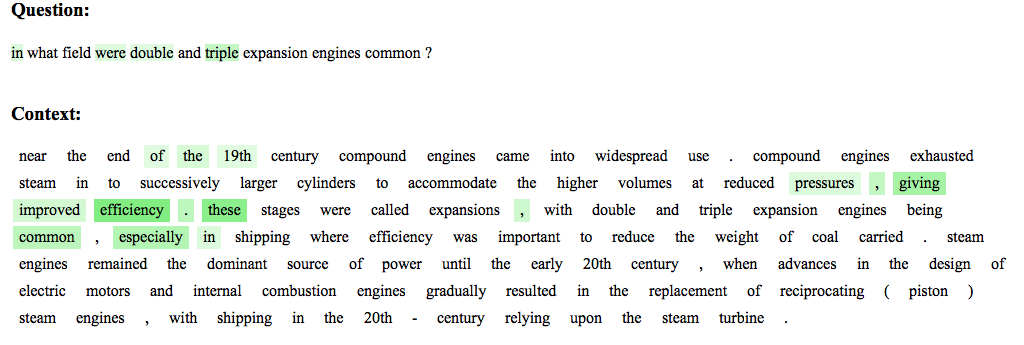 Question:
in what field were double and triple expansion engines common ?
Context:
near the end of the 19th century compound engines came into widespread use . compound engines exhausted
steam in to successively larger cylinders to accommodate the higher volumes at reduced pressures , giving
improved efficiency . these stages were called expansions , with double and triple expansion engines being
common , especially in shipping where efficiency was important to reduce the weight of coal carried . steam
engines remained the dominant source of power until the early 20th century , when advances in the design of
electric motors and internal combustion engines gradually resulted in the replacement of reciprocating ( piston )
steam engines , with shipping in the 20th - century relying upon the steam turbine .